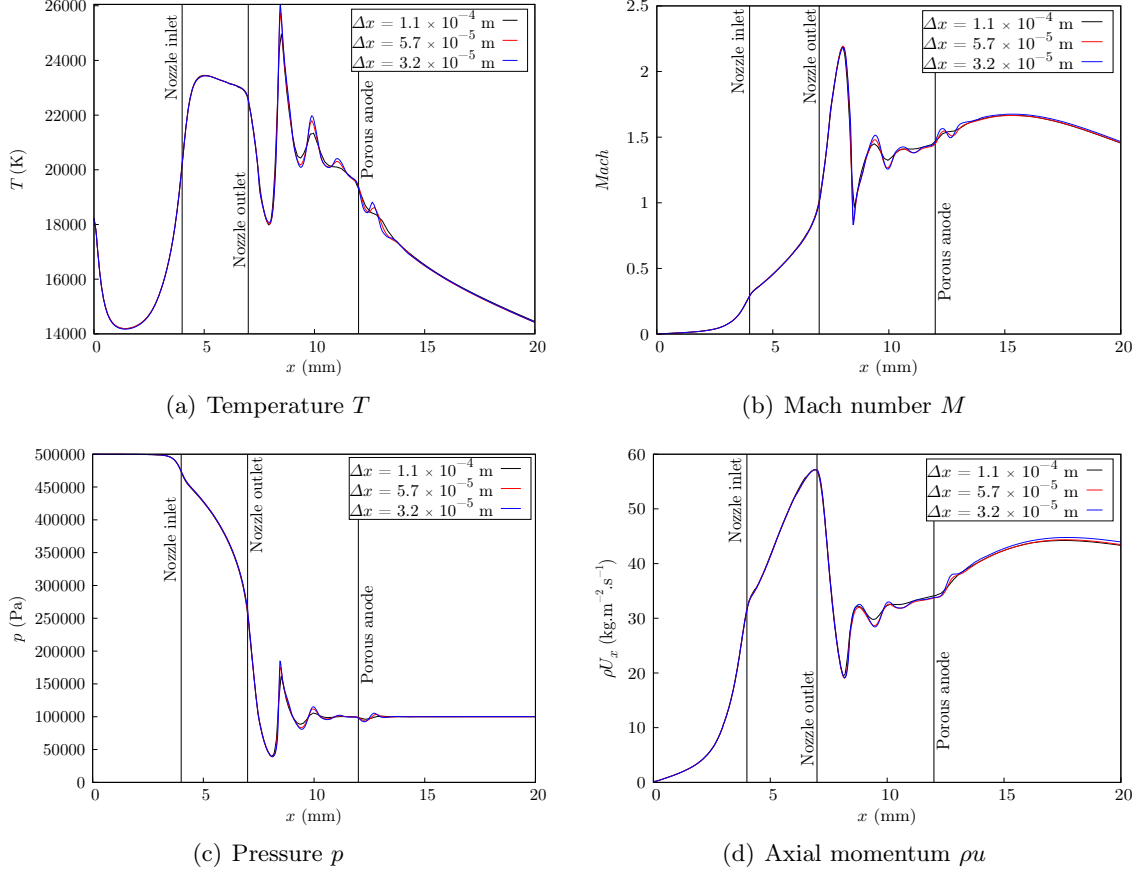 26000
24000
22000
20000
18000
16000
14000
T (K)
0
5
10
15
20
x (mm)
Nozzle inlet
Nozzle outlet
Porous anode
Δx = 1.1 × 10⁻⁴ m
Δx = 5.7 × 10⁻⁵ m
Δx = 3.2 × 10⁻⁵ m
(a) Temperature T
2
1.5
1
0.5
0
Mach
0
5
10
15
20
x (mm)
Nozzle inlet
Nozzle outlet
Porous anode
Δx = 1.1 × 10⁻⁴ m
Δx = 5.7 × 10⁻⁵ m
Δx = 3.2 × 10⁻⁵ m
(b) Mach number M
500000
450000
400000
350000
300000
250000
200000
150000
100000
50000
0
p (Pa)
0
5
10
15
20
x (mm)
Nozzle inlet
Nozzle outlet
Porous anode
Δx = 1.1 × 10⁻⁴ m
Δx = 5.7 × 10⁻⁵ m
Δx = 3.2 × 10⁻⁵ m
(c) Pressure p
60
50
40
30
20
10
0
ρUₓ (kg.m⁻².s⁻¹)
0
5
10
15
20
x (mm)
Nozzle inlet
Nozzle outlet
Porous anode
Δx = 1.1 × 10⁻⁴ m
Δx = 5.7 × 10⁻⁵ m
Δx = 3.2 × 10⁻⁵ m
(d) Axial momentum ρu